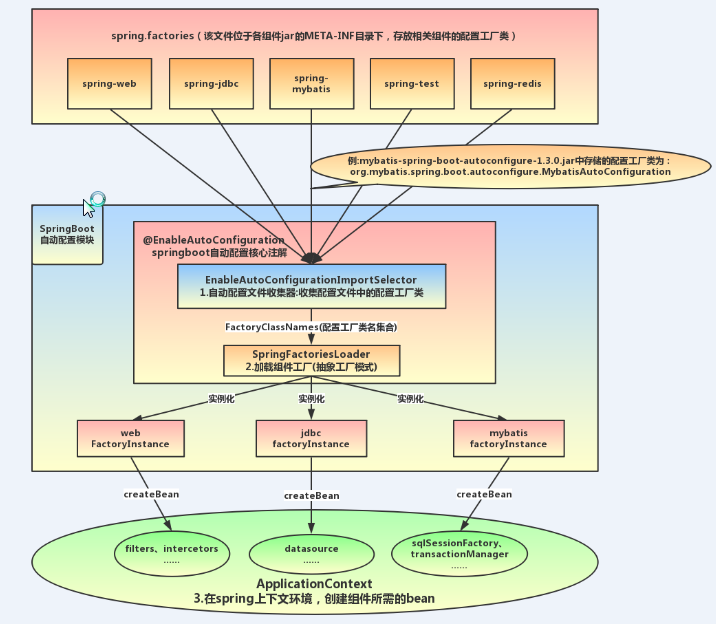 spring.factories（该文件位于各组件jar的META-INF目录下，存放相关组件的配置工厂类）
spring-web
spring-jdbc
spring-
mybatis
spring-test
spring-redis
例:mybatis-spring-boot-autoconfigure-1.3.0.jar中存储的配置工厂类为：
org.mybatis.spring.boot.autoconfigure.MybatisAutoConfiguration
SpringBoot
自动配置模块
@EnableAutoConfiguration
springboot自动配置核心注解
EnableAutoConfigurationImportSelector
1.自动配置文件收集器:收集配置文件中的配置工厂类
FactoryClassNames(配置工厂类名集合)
SpringFactoriesLoader
2.加载组件工厂(抽象工厂模式)
实例化
实例化
实例化
web
FactoryInstance
jdbc
factoryInstance
mybatis
factoryInstance
createBean
createBean
createBean
filters、intercetors
......
datasource
......
sqlSessionFactory、
transactionManager
......
ApplicationContext
3.在spring上下文环境，创建组件所需的bean